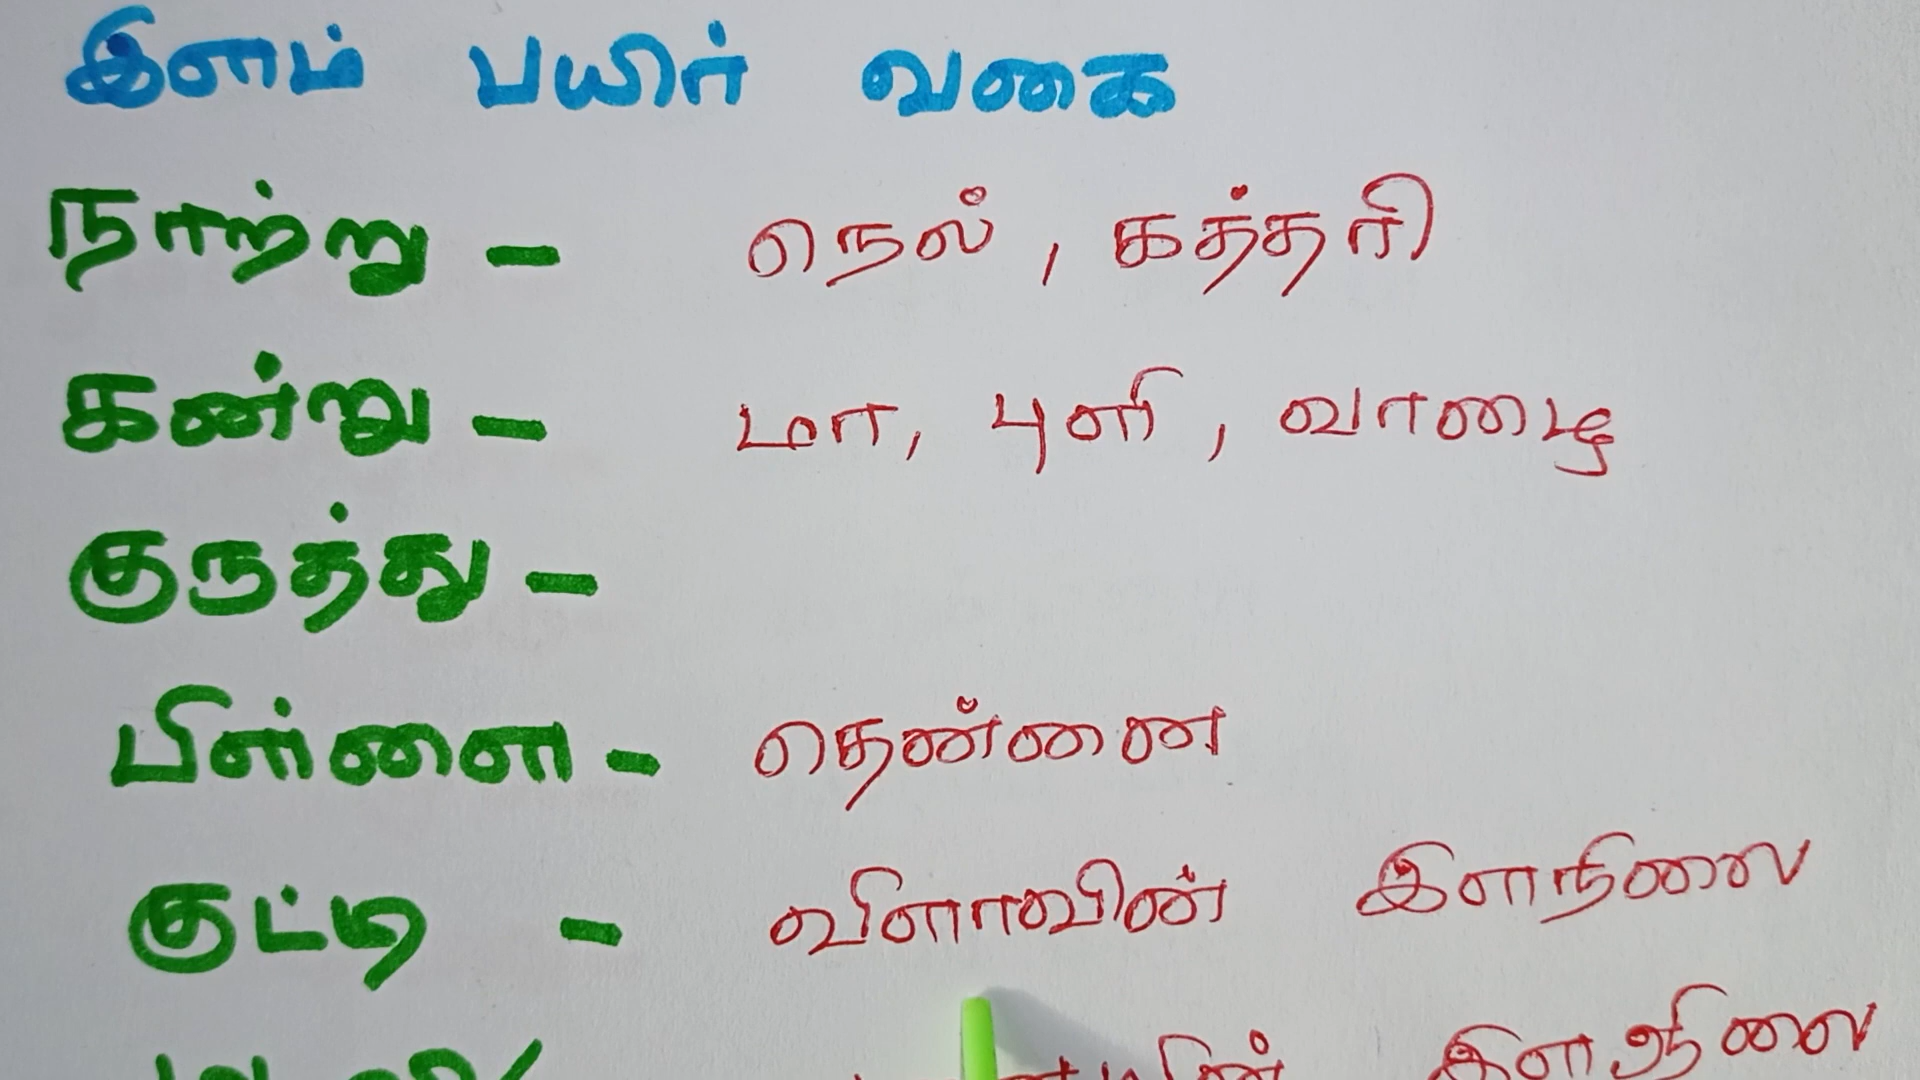 இளம் பயிர் வகை
நாற்று - நெல், கத்தரி
கன்று - மா, புளி, வாழை
குருத்து -
பிள்ளை - தென்னை
குட்டி - விளாவின் இளநிலை
இளநிலை